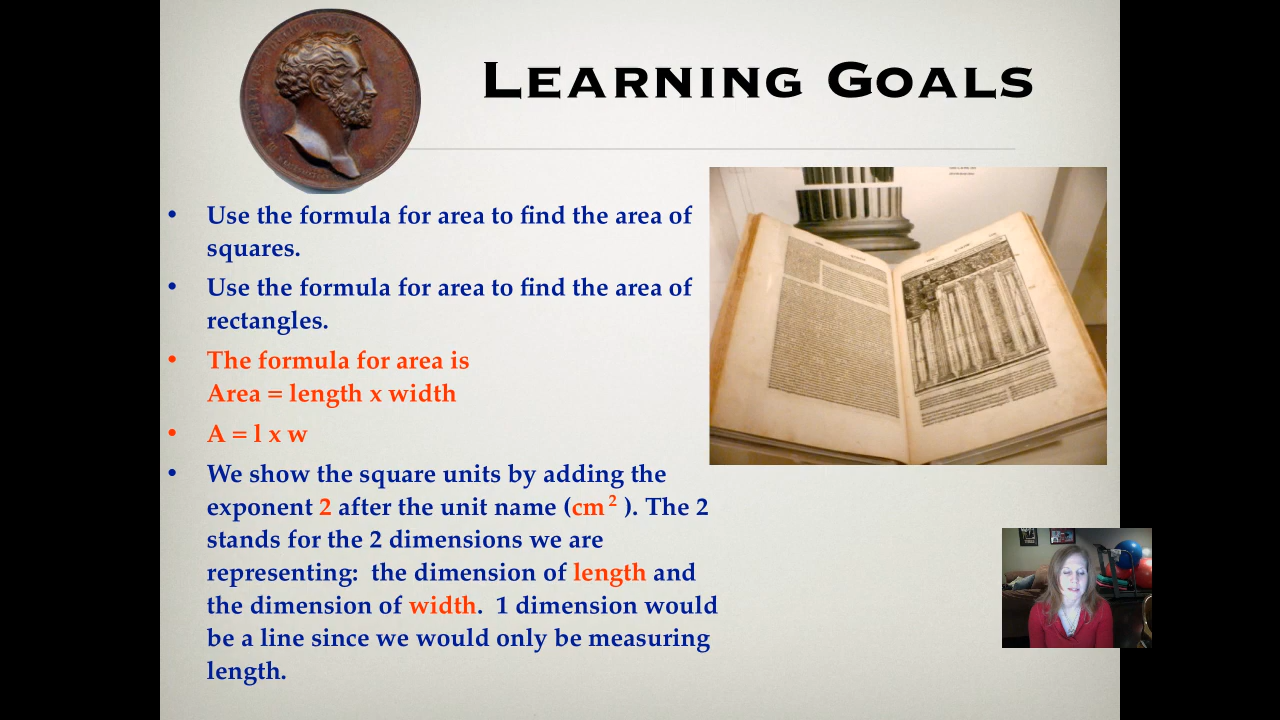 Learning Goals
• Use the formula for area to find the area of
squares.
• Use the formula for area to find the area of
rectangles.
• The formula for area is
Area = length x width
• A = l x w
• We show the square units by adding the
exponent 2 after the unit name (cm² ). The 2
stands for the 2 dimensions we are
representing:  the dimension of length and
the dimension of width.  1 dimension would
be a line since we would only be measuring
length.